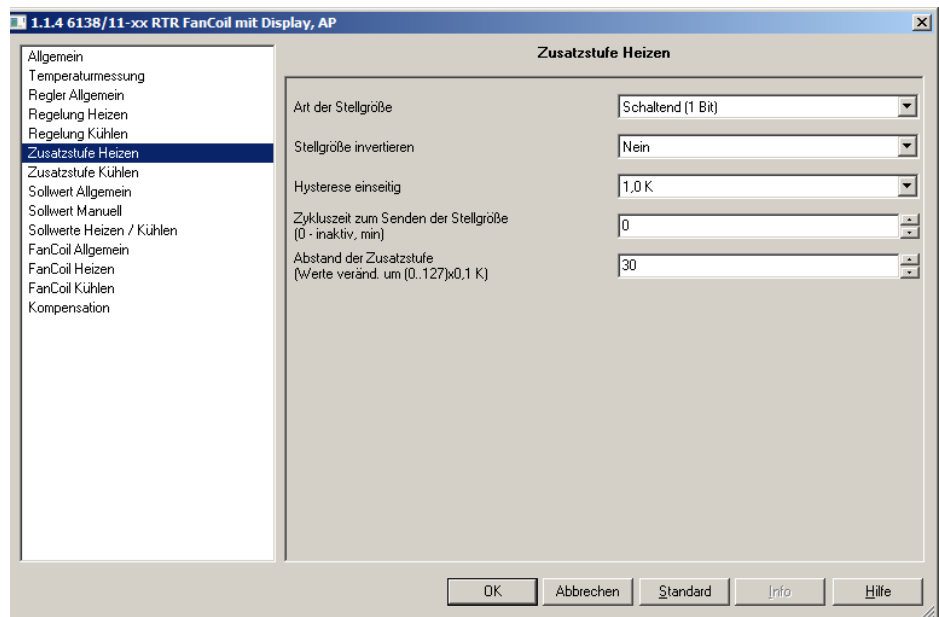 1.1.4 6138/11-xx RTR FanCoil mit Display, AP
Allgemein
Temperaturmessung
Regler Allgemein
Regelung Heizen
Regelung Kühlen
Zusatzstufe Heizen
Zusatzstufe Kühlen
Sollwert Allgemein
Sollwert Manuell
Sollwerte Heizen / Kühlen
FanCoil Allgemein
FanCoil Heizen
FanCoil Kühlen
Kompensation
Zusatzstufe Heizen
Art der Stellgröße
Schaltend (1 Bit)
Stellgröße invertieren
Nein
Hysterese einseitig
1,0 K
Zykluszeit zum Senden der Stellgröße
(0 - inaktiv, min)
0
Abstand der Zusatzstufe
(Werte veränd. um (0..127)x0,1 K)
30
OK
Abbrechen
Standard
Info
Hilfe